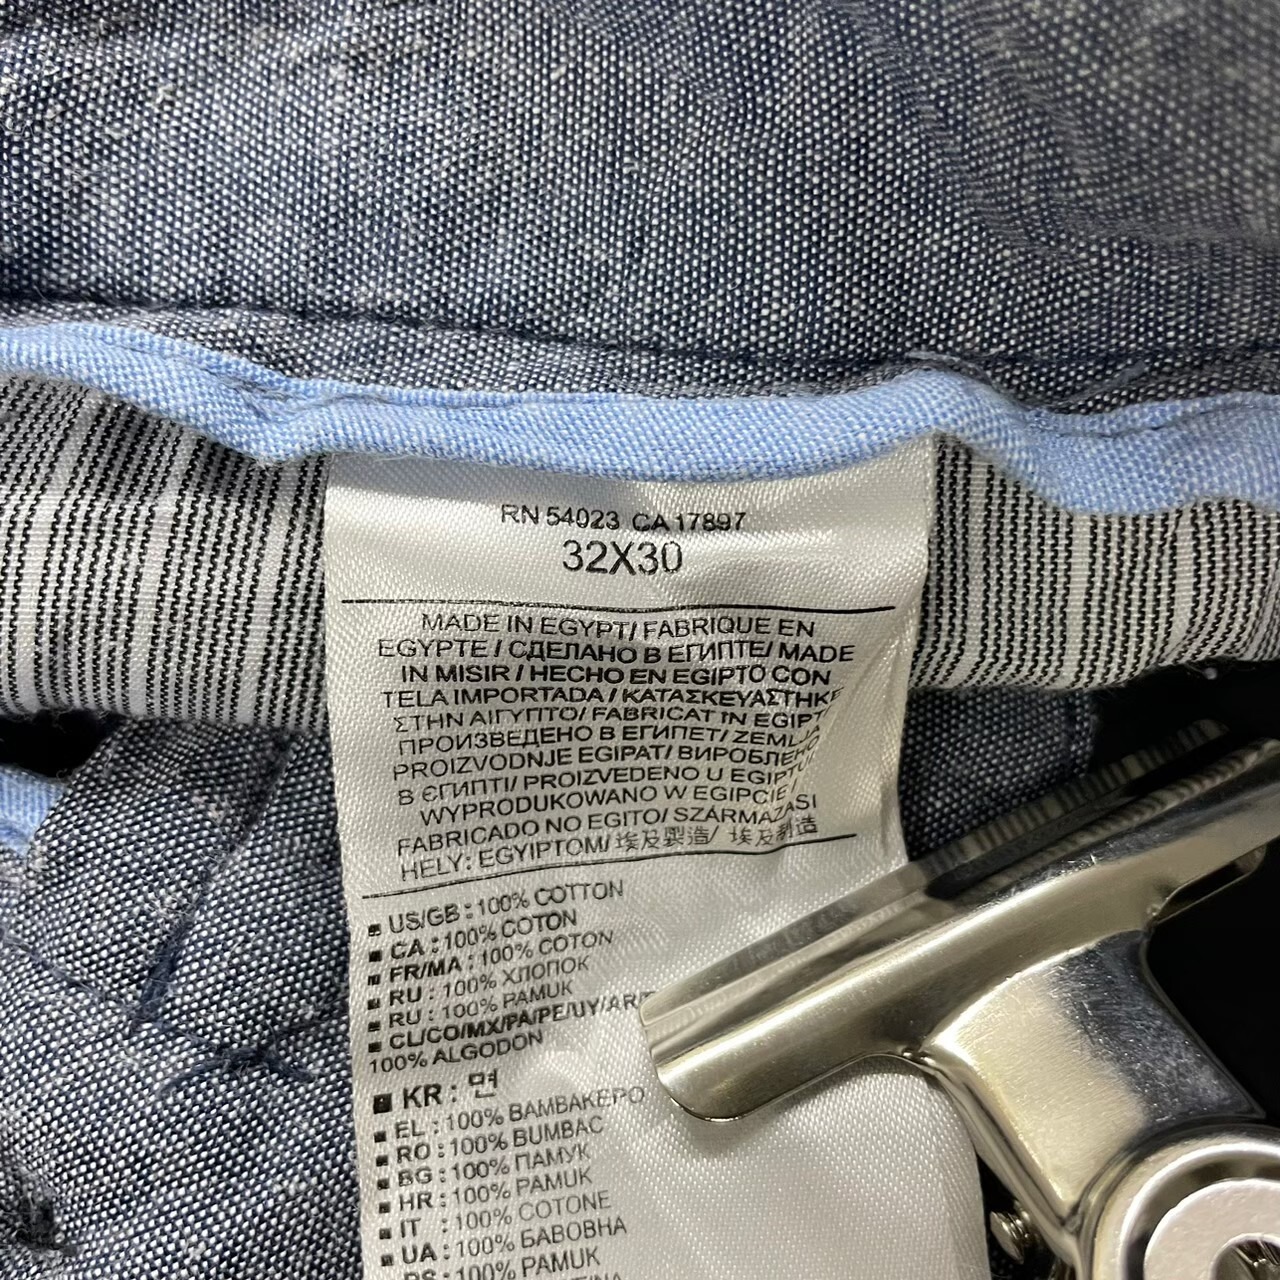 RN 54023 CA 17897
32X30
MADE IN EGYPT/ FABRIQUE EN
EGYPTE / СДЕЛАНО В ЕГИПТЕ/ MADE
IN MISIR / HECHO EN EGIPTO CON
TELA IMPORTADA / ΚΑΤΑΣΚΕΥΑΣΤΗΚΕ
ΣΤΗΝ ΑΙΓΥΠΤΟ/ FABRICAT IN EGIPT/
ПРОИЗВЕДЕНО В ЕГИПЕТ/ ZEMLJA
PROIZVODNJE EGIPAT/ ВИРОБЛЕНО
В ЄГИПТІ/ PROIZVEDENO U EGIPTU/
WYPRODUKOWANO W EGIPCIE /
FABRICADO NO EGITO/ SZÁRMAZÁSI
HELY: EGYIPTOM/ 埃及製造/ 埃及制造
■ US/GB : 100% COTTON
■ CA : 100% COTON
■ FR/MA : 100% COTON
■ RU : 100% ХЛОПОК
■ RU : 100% PAMUK
■ CL/CO/MX/PA/PE/UY/AR/
100% ALGODON
■ KR : 면
■ EL : 100% ΒΑΜΒΑΚΕΡΟ
■ RO : 100% BUMBAC
■ BG : 100% ПАМУК
■ HR : 100% PAMUK
■ IT : 100% COTONE
■ UA : 100% БАВОВНА
■ RS : 100% PAMUK